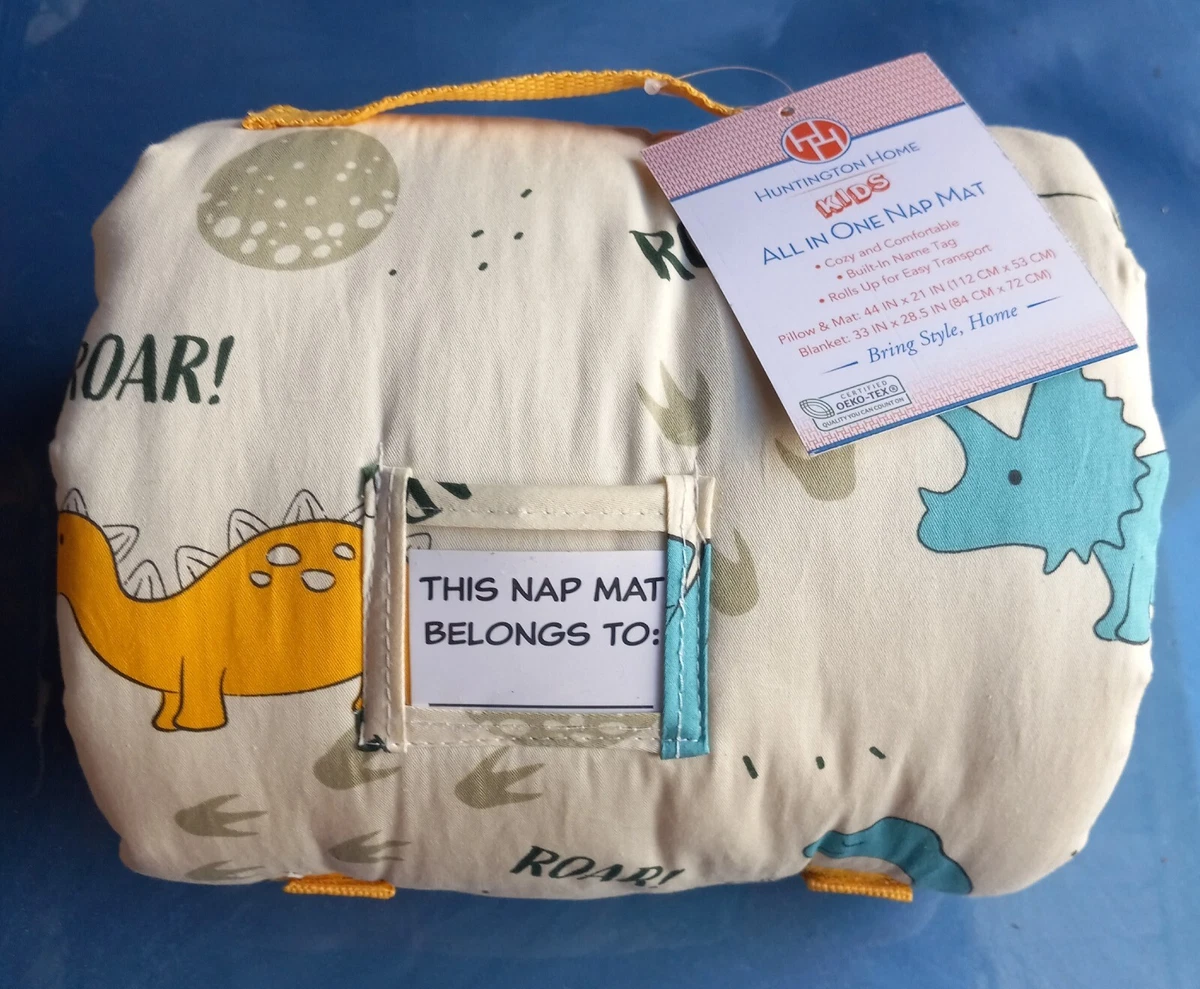 HUNTINGTON HOME
KIDS
ALL IN ONE NAP MAT
• Cozy and Comfortable
• Built-In Name Tag
• Rolls Up for Easy Transport
Pillow & Mat: 44 IN x 21 IN (112 CM x 53 CM)
Blanket: 33 IN x 28.5 IN (84 CM x 72 CM)
Bring Style, Home
CERTIFIED
OEKO-TEX®
QUALITY YOU CAN COUNT ON
ROAR!
THIS NAP MAT
BELONGS TO:
ROAR!